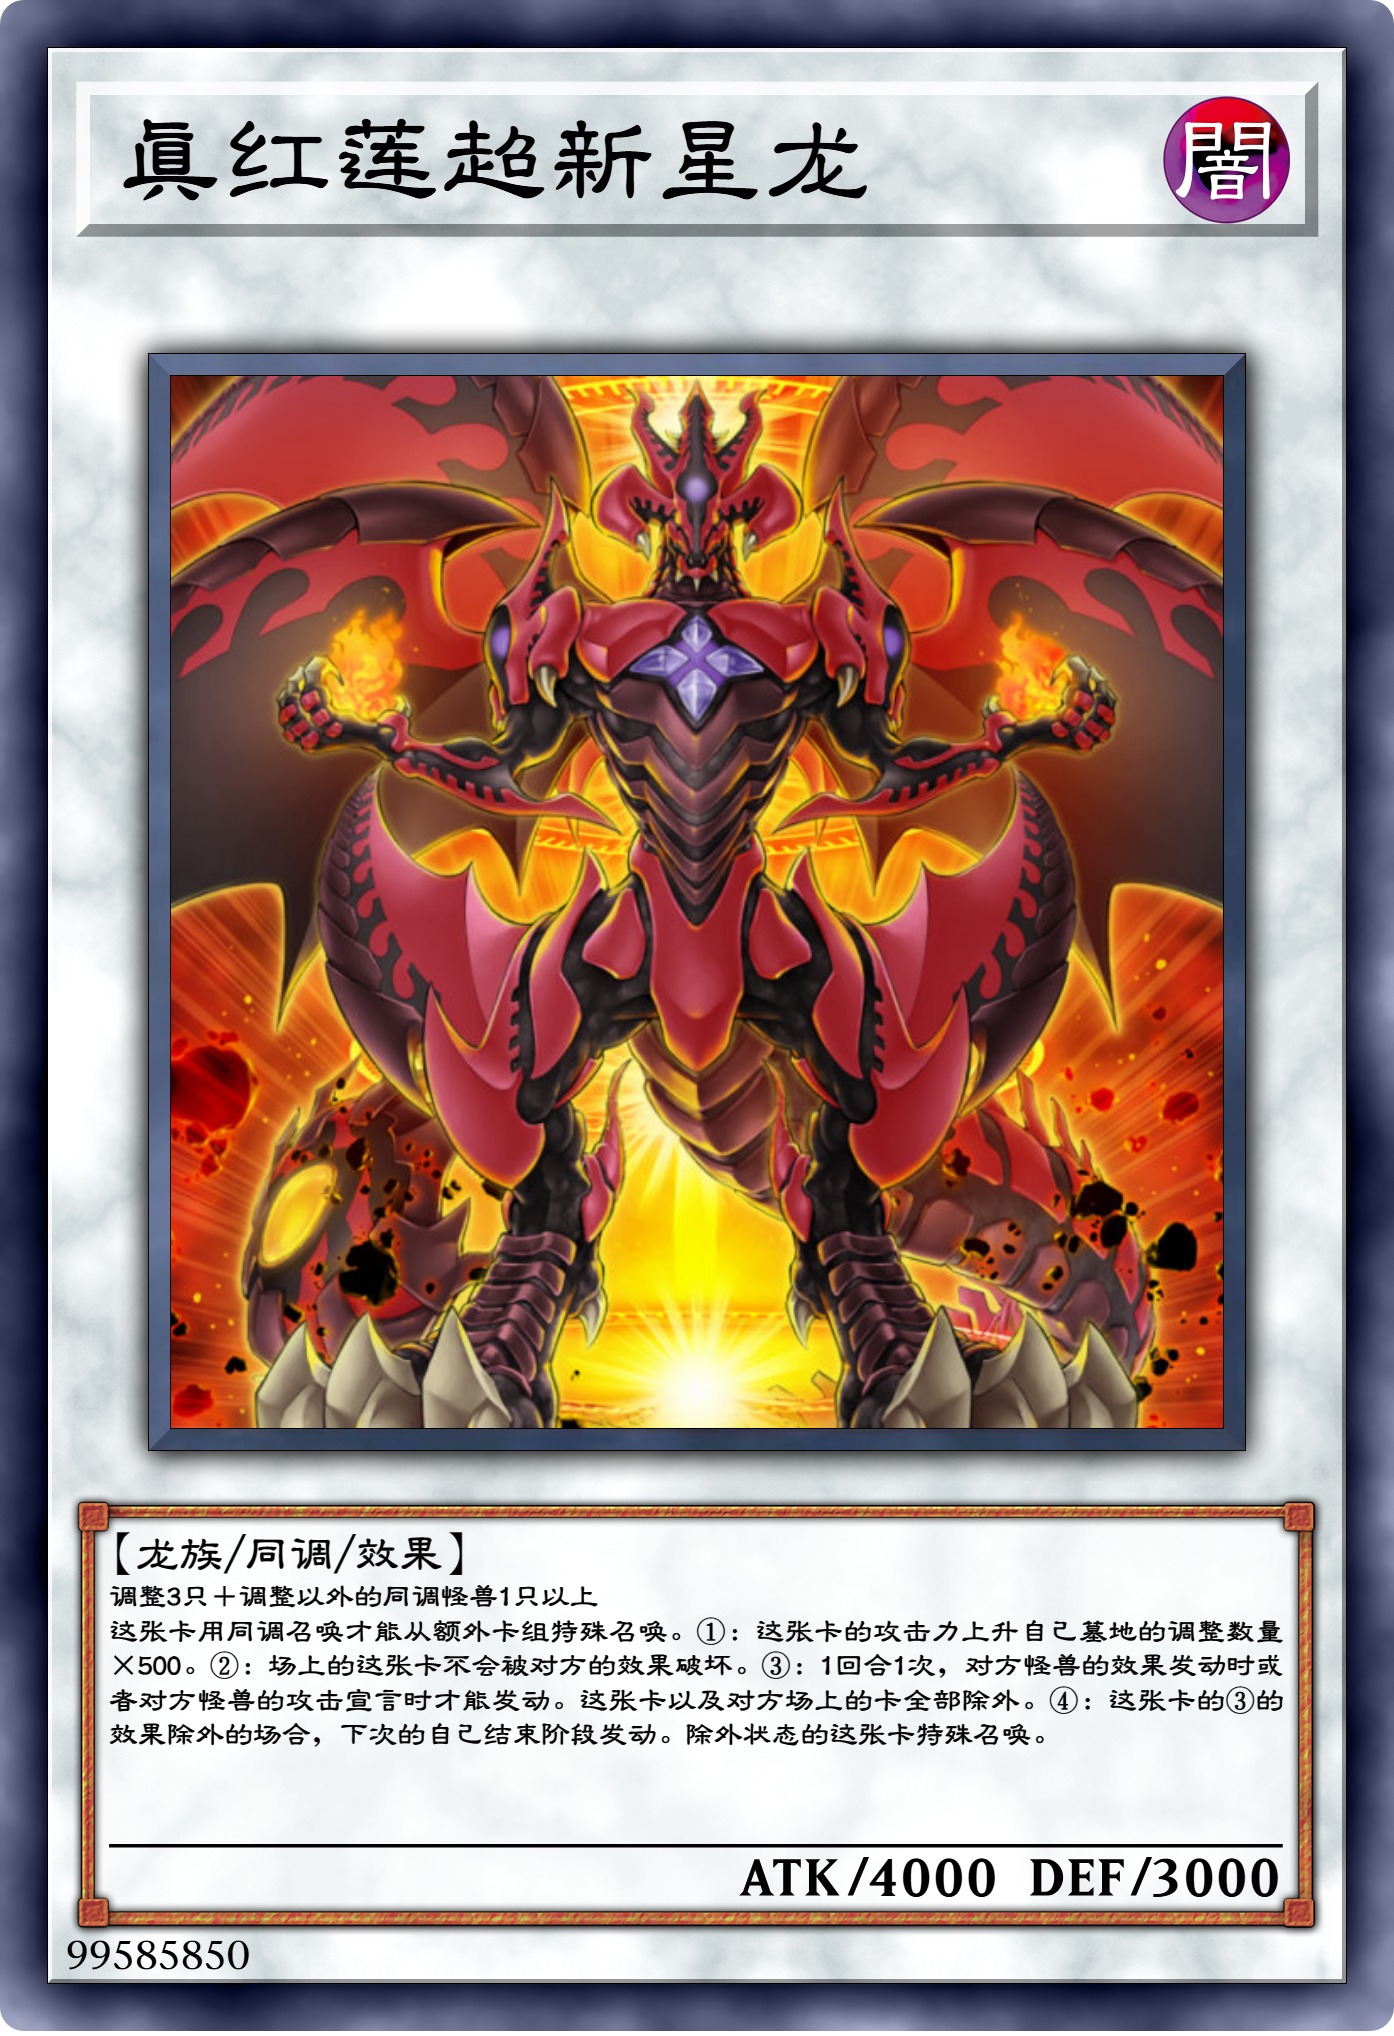 眞红莲超新星龙
闇
【龙族/同调/效果】
调整3只＋调整以外的同调怪兽1只以上
这张卡用同调召唤才能从额外卡组特殊召唤。①：这张卡的攻击力上升自己墓地的调整数量
×500。②：场上的这张卡不会被对方的效果破坏。③：1回合1次，对方怪兽的效果发动时或
者对方怪兽的攻击宣言时才能发动。这张卡以及对方场上的卡全部除外。④：这张卡的③的
效果除外的场合，下次的自己结束阶段发动。除外状态的这张卡特殊召唤。
ATK/4000 DEF/3000
99585850